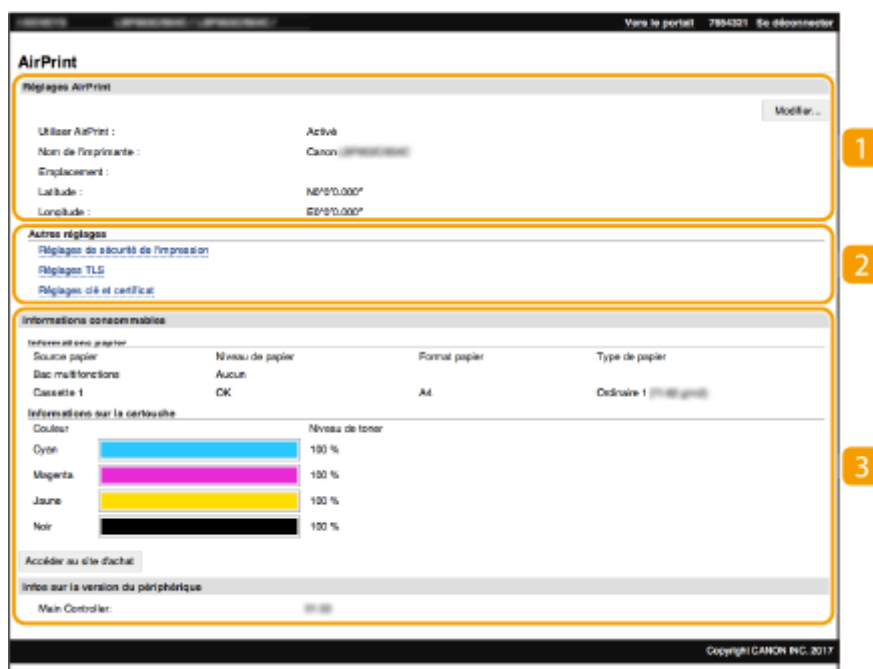 Vers le portail 7654321 Se déconnecter
AirPrint
Réglages AirPrint
Modifier...
1
Utiliser AirPrint : Activé
Nom de l'imprimante : Canon
Emplacement :
Latitude : N0°0'0.000"
Longitude : E0°0'0.000"
Autres réglages
Réglages de sécurité de l'impression
2
Réglages TLS
Réglages clé et certificat
Informations consommables
Informations papier
Source papier Niveau de papier Format papier Type de papier
Bac multifonctions Aucun
Cassette 1 OK A4 Ordinaire 1
Informations sur la cartouche
Couleur Niveau de toner
Cyan 100 %
Magenta 100 %
3
Jaune 100 %
Noir 100 %
Accéder au site d'achat
Infos sur la version du périphérique
Main Controller:
Copyright CANON INC. 2017